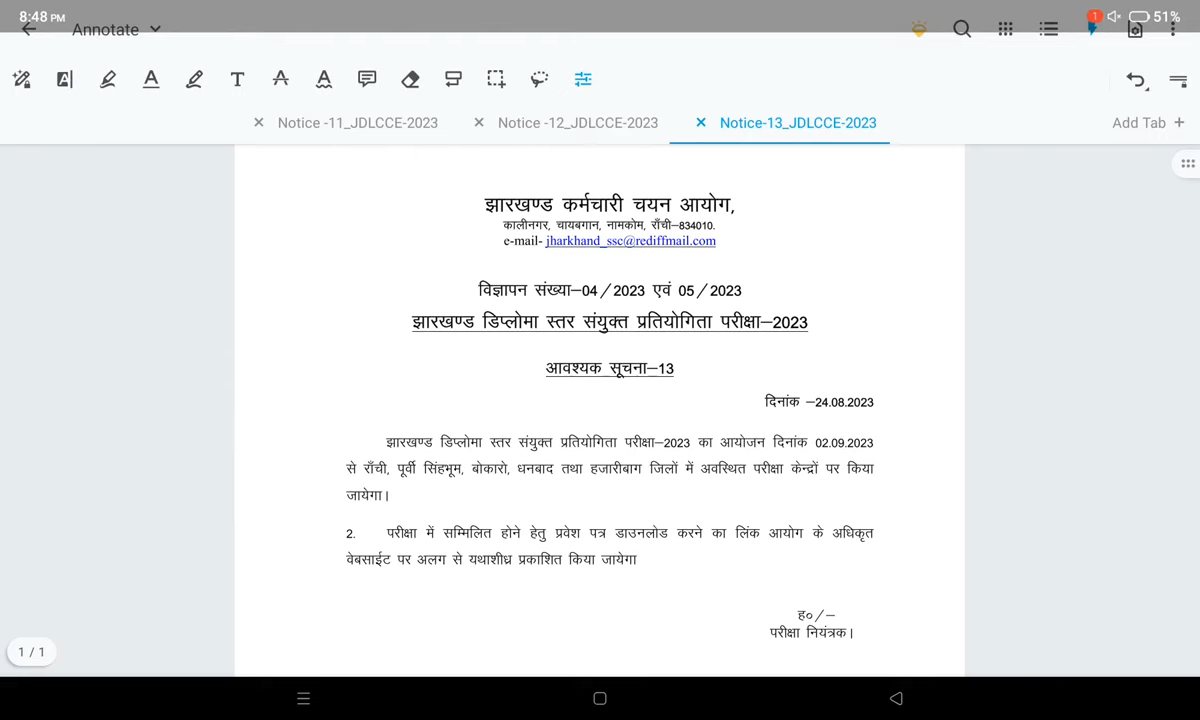 8:48 PM
1
51%
Annotate
Notice -11_JDLCCE-2023
Notice -12_JDLCCE-2023
Notice-13_JDLCCE-2023
Add Tab +
झारखण्ड कर्मचारी चयन आयोग,
कालीनगर, चायबगान, नामकोम, राँची–834010.
e-mail- jharkhand_ssc@rediffmail.com
विज्ञापन संख्या–04/2023 एवं 05/2023
झारखण्ड डिप्लोमा स्तर संयुक्त प्रतियोगिता परीक्षा–2023
आवश्यक सूचना–13
दिनांक –24.08.2023
झारखण्ड डिप्लोमा स्तर संयुक्त प्रतियोगिता परीक्षा–2023 का आयोजन दिनांक 02.09.2023
से राँची, पूर्वी सिंहभूम, बोकारो, धनबाद तथा हजारीबाग जिलों में अवस्थित परीक्षा केन्द्रों पर किया
जायेगा।
2. परीक्षा में सम्मिलित होने हेतु प्रवेश पत्र डाउनलोड करने का लिंक आयोग के अधिकृत
वेबसाईट पर अलग से यथाशीघ्र प्रकाशित किया जायेगा
ह०/–
परीक्षा नियंत्रक।
1 / 1